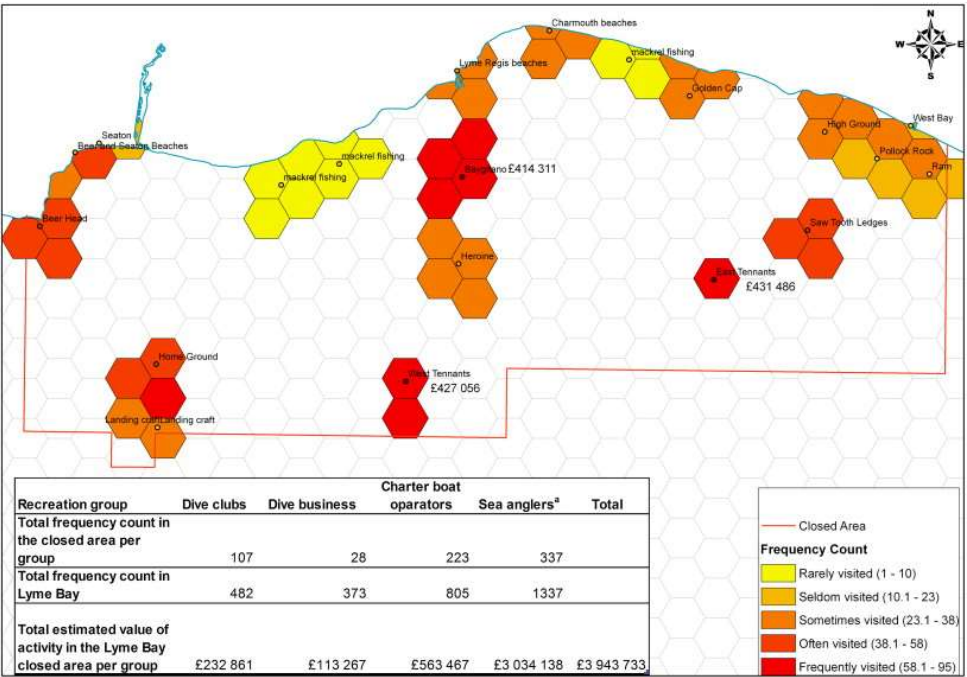 N
W E
S
Charmouth beaches
mackrel fishing
Lyme Regis beaches
Golden Cap
West Bay
High Ground
Seaton
Beer and Seaton Beaches
mackrel fishing
Pollock Rock
Ram
Bavghano £414 311
mackrel fishing
Beer Head
Saw Tooth Ledges
Heroine
East Tennants
£431 486
Home Ground
West Tennants
£427 056
Landing craft
anding craft
Recreation group Dive clubs Dive business Charter boat oparators Sea anglersᵃ Total
Total frequency count in
the closed area per
group 107 28 223 337
Total frequency count in
Lyme Bay 482 373 805 1337
Total estimated value of
activity in the Lyme Bay
closed area per group £232 861 £113 267 £563 467 £3 034 138 £3 943 733
Closed Area
Frequency Count
Rarely visited (1 - 10)
Seldom visited (10.1 - 23)
Sometimes visited (23.1 - 38)
Often visited (38.1 - 58)
Frequently visited (58.1 - 95)